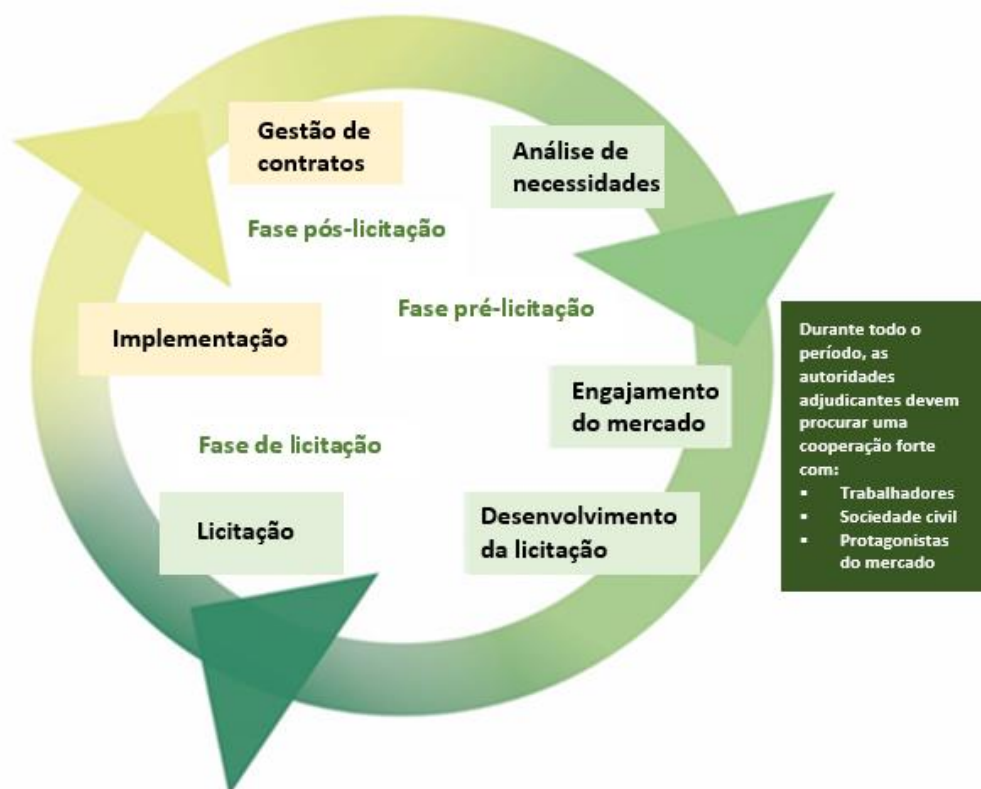 Gestão de
contratos
Análise de
necessidades
Fase pós-licitação
Fase pré-licitação
Implementação
Engajamento
do mercado
Fase de licitação
Licitação
Desenvolvimento
da licitação
Durante todo o
período, as
autoridades
adjudicantes devem
procurar uma
cooperação forte
com:
▪ Trabalhadores
▪ Sociedade civil
▪ Protagonistas
do mercado